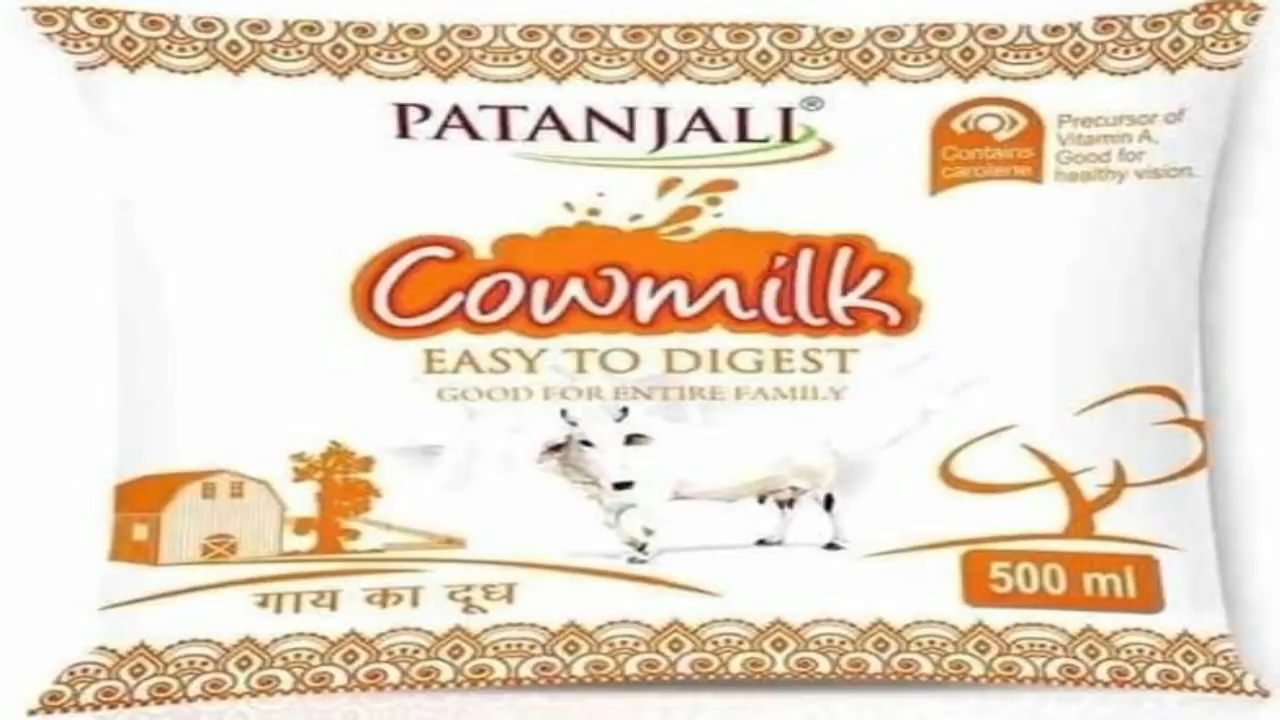 PATANJALI®
Contains
carotene
Precursor of
Vitamin A.
Good for
healthy vision.
Cowmilk
EASY TO DIGEST
GOOD FOR ENTIRE FAMILY
गाय का दूध
500 ml